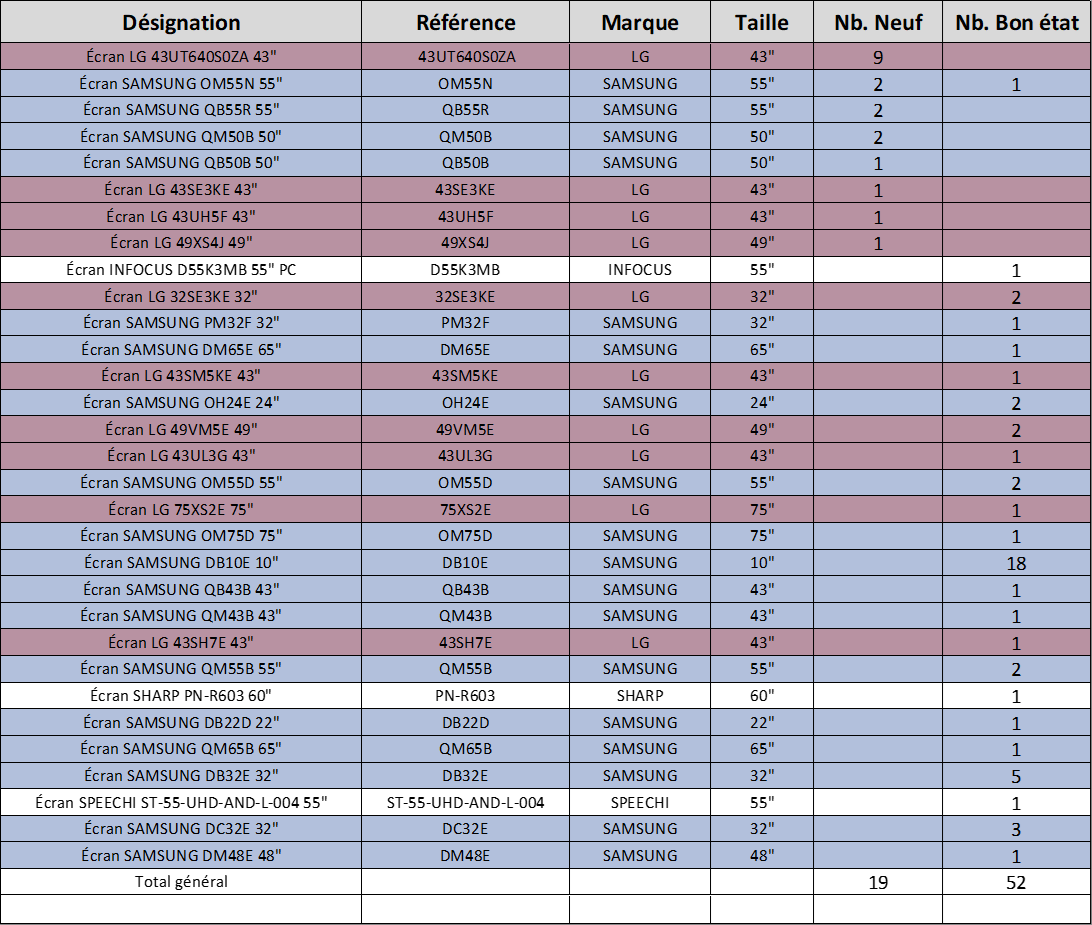 Désignation Référence Marque Taille Nb. Neuf Nb. Bon état
Écran LG 43UT640S0ZA 43" 43UT640S0ZA LG 43" 9
Écran SAMSUNG OM55N 55" OM55N SAMSUNG 55" 2 1
Écran SAMSUNG QB55R 55" QB55R SAMSUNG 55" 2
Écran SAMSUNG QM50B 50" QM50B SAMSUNG 50" 2
Écran SAMSUNG QB50B 50" QB50B SAMSUNG 50" 1
Écran LG 43SE3KE 43" 43SE3KE LG 43" 1
Écran LG 43UH5F 43" 43UH5F LG 43" 1
Écran LG 49XS4J 49" 49XS4J LG 49" 1
Écran INFOCUS D55K3MB 55" PC D55K3MB INFOCUS 55" 1
Écran LG 32SE3KE 32" 32SE3KE LG 32" 2
Écran SAMSUNG PM32F 32" PM32F SAMSUNG 32" 1
Écran SAMSUNG DM65E 65" DM65E SAMSUNG 65" 1
Écran LG 43SM5KE 43" 43SM5KE LG 43" 1
Écran SAMSUNG OH24E 24" OH24E SAMSUNG 24" 2
Écran LG 49VM5E 49" 49VM5E LG 49" 2
Écran LG 43UL3G 43" 43UL3G LG 43" 1
Écran SAMSUNG OM55D 55" OM55D SAMSUNG 55" 2
Écran LG 75XS2E 75" 75XS2E LG 75" 1
Écran SAMSUNG OM75D 75" OM75D SAMSUNG 75" 1
Écran SAMSUNG DB10E 10" DB10E SAMSUNG 10" 18
Écran SAMSUNG QB43B 43" QB43B SAMSUNG 43" 1
Écran SAMSUNG QM43B 43" QM43B SAMSUNG 43" 1
Écran LG 43SH7E 43" 43SH7E LG 43" 1
Écran SAMSUNG QM55B 55" QM55B SAMSUNG 55" 2
Écran SHARP PN-R603 60" PN-R603 SHARP 60" 1
Écran SAMSUNG DB22D 22" DB22D SAMSUNG 22" 1
Écran SAMSUNG QM65B 65" QM65B SAMSUNG 65" 1
Écran SAMSUNG DB32E 32" DB32E SAMSUNG 32" 5
Écran SPEECHI ST-55-UHD-AND-L-004 55" ST-55-UHD-AND-L-004 SPEECHI 55" 1
Écran SAMSUNG DC32E 32" DC32E SAMSUNG 32" 3
Écran SAMSUNG DM48E 48" DM48E SAMSUNG 48" 1
Total général 19 52